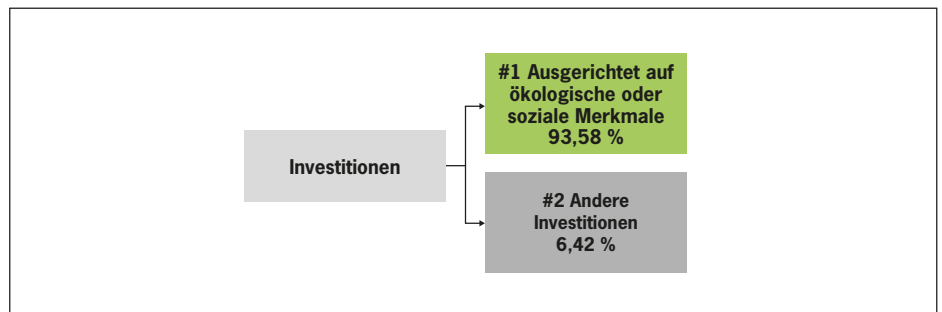 #1 Ausgerichtet auf
ökologische oder
soziale Merkmale
93,58 %
Investitionen
#2 Andere
Investitionen
6,42 %